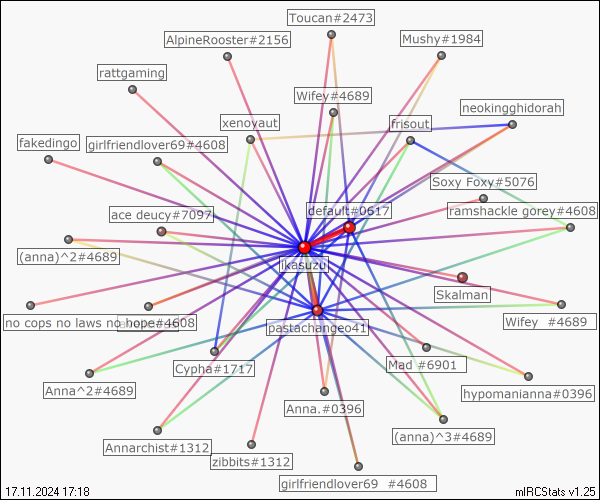 Toucan#2473
AlpineRooster#2156
Mushy#1984
rattgaming
Wifey#4689
neokingghidorah
xenoyaut
frisout
fakedingo
girlfriendlover69#4608
Soxy Foxy#5076
ace deucy#7097
default#0617
ramshackle gorey#4608
(anna)^2#4689
ikasuzu
Skalman
no cops no laws no hope#4608
Wifey #4689
pastachangeo41
Cypha#1717
Mad #6901
Anna^2#4689
hypomanianna#0396
Anna.#0396
Annarchist#1312
(anna)^3#4689
zibbits#1312
girlfriendlover69 #4608
17.11.2024 17:18
mIRCStats v1.25